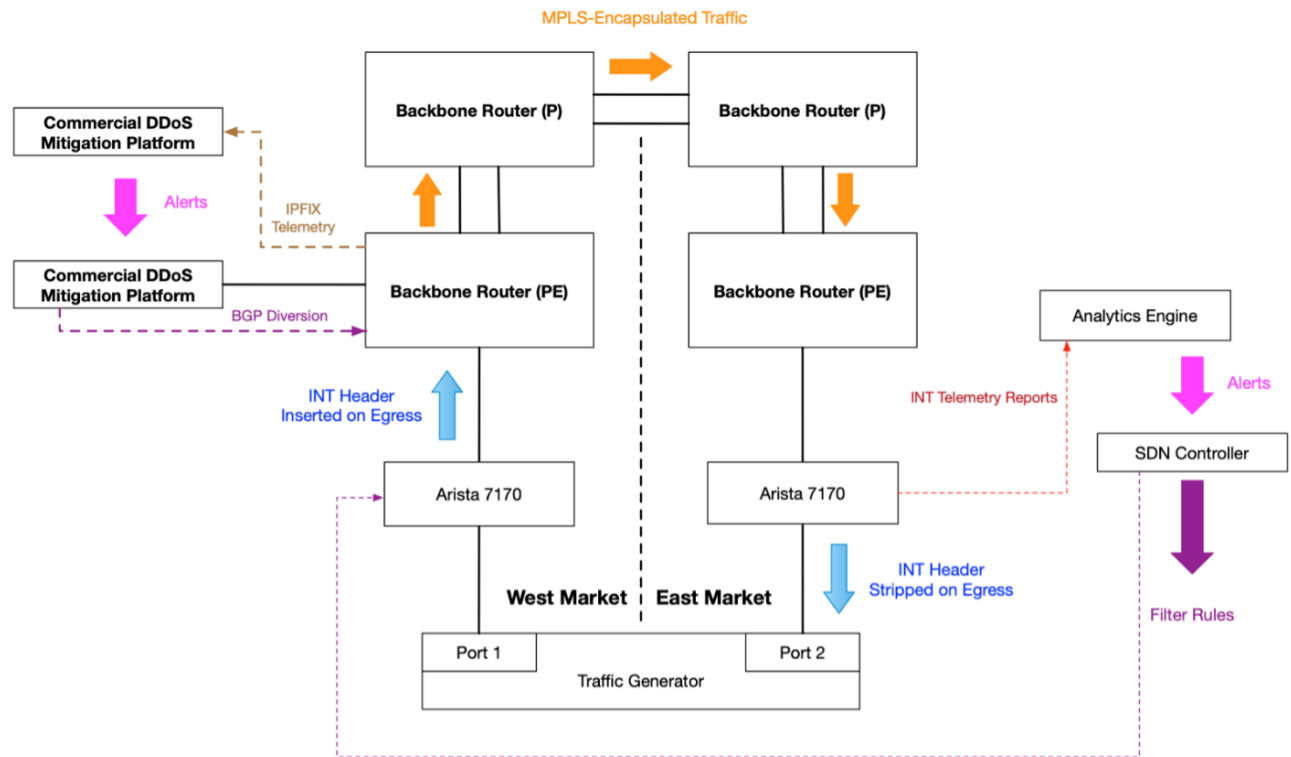 MPLS-Encapsulated Traffic
Backbone Router (P)
Backbone Router (P)
Commercial DDoS
Mitigation Platform
Alerts
IPFIX
Telemetry
Commercial DDoS
Mitigation Platform
Backbone Router (PE)
Backbone Router (PE)
BGP Diversion
Analytics Engine
INT Header
Inserted on Egress
INT Telemetry Reports
Alerts
SDN Controller
Arista 7170
Arista 7170
INT Header
Stripped on Egress
West Market
East Market
Filter Rules
Port 1
Port 2
Traffic Generator